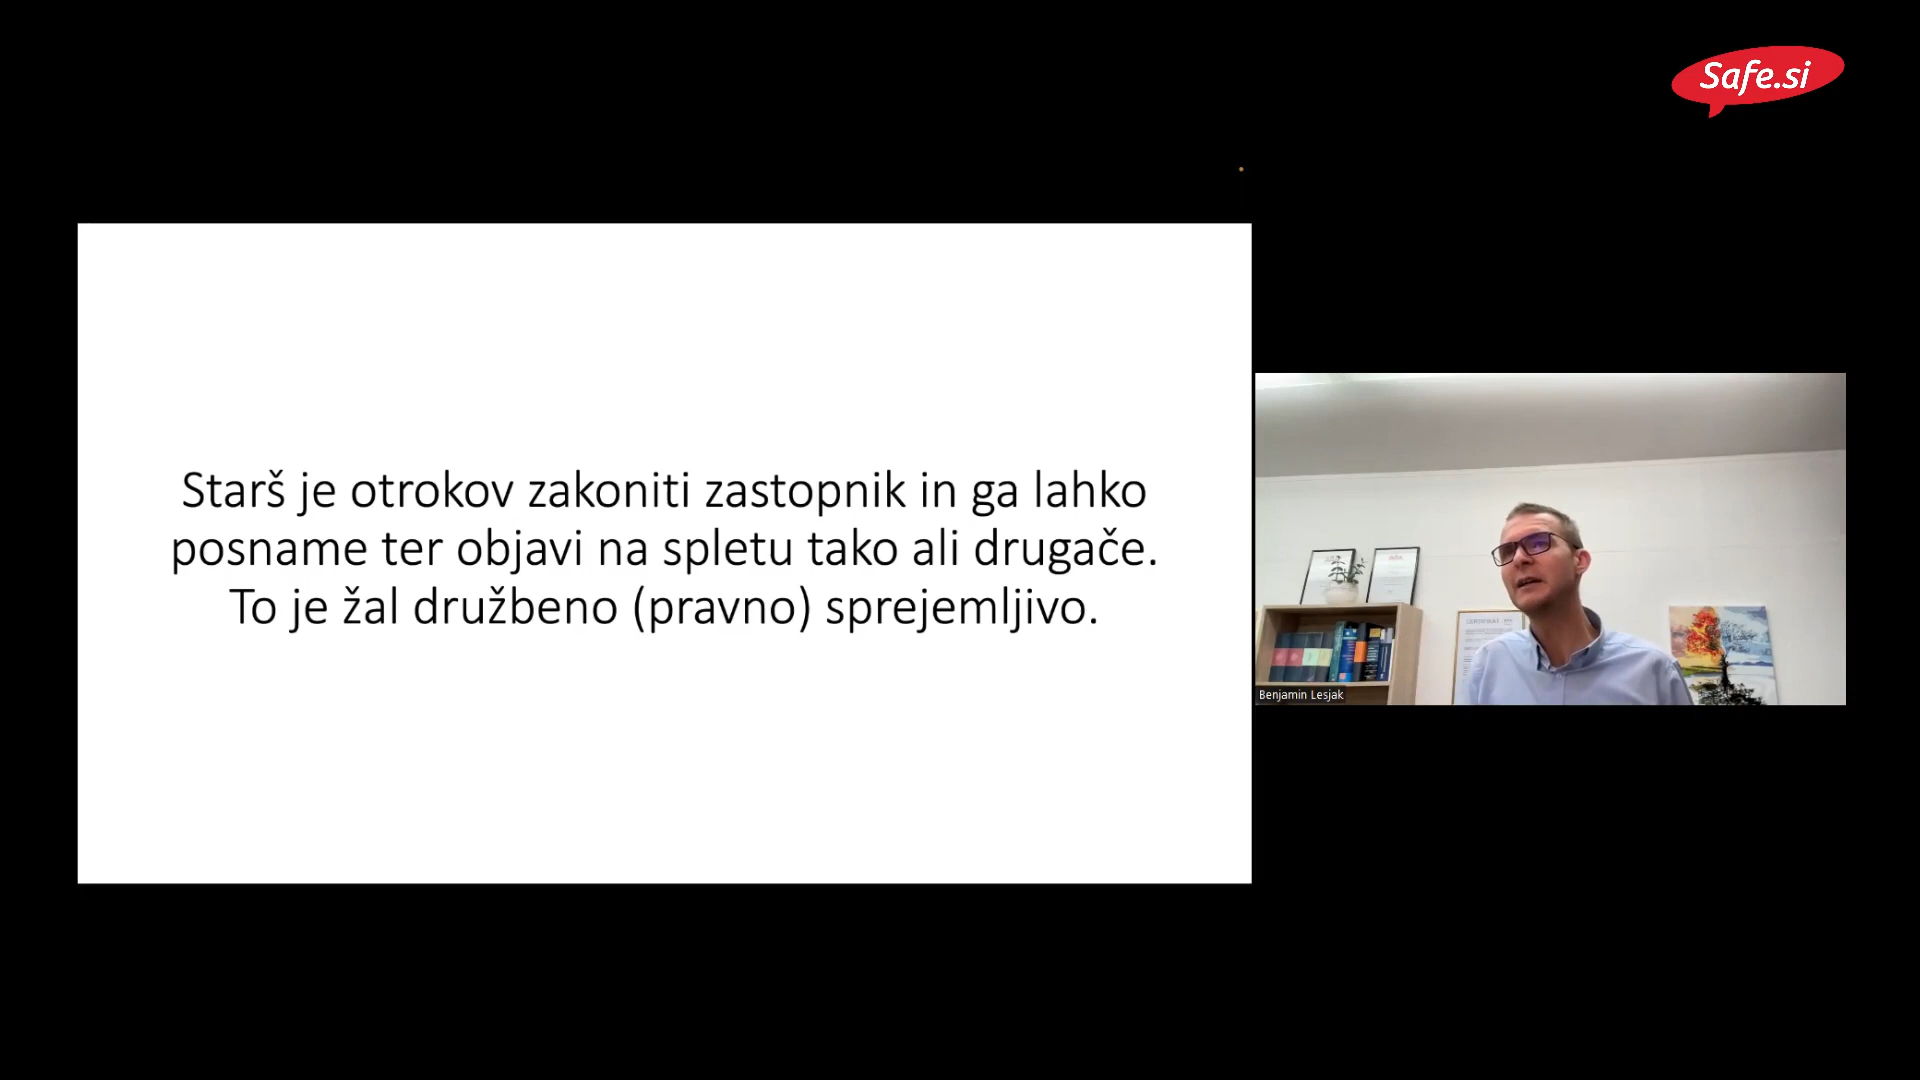 Safe.si
Starš je otrokov zakoniti zastopnik in ga lahko
posname ter objavi na spletu tako ali drugače.
To je žal družbeno (pravno) sprejemljivo.
CERTIFIKAT
Benjamin Lesjak